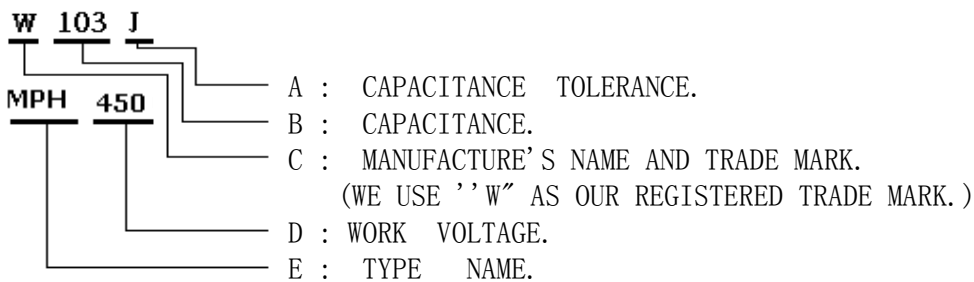 W 103 J
A : CAPACITANCE TOLERANCE.
MPH 450
B : CAPACITANCE.
C : MANUFACTURE'S NAME AND TRADE MARK.
(WE USE ''W" AS OUR REGISTERED TRADE MARK.)
D : WORK VOLTAGE.
E : TYPE NAME.